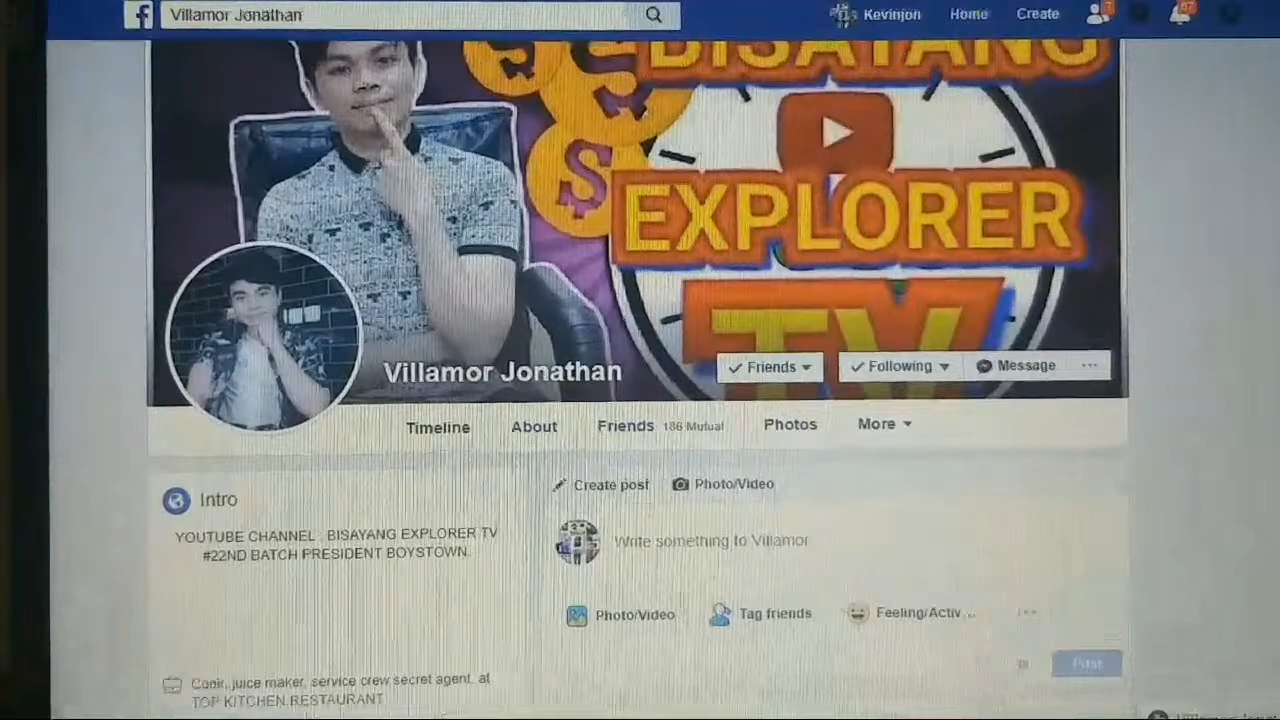 Villamor Jonathan
Kevinjon Home Create 7 67
BISAYANG
$
EXPLORER
TV
Villamor Jonathan
Friends Following Message ...
Timeline About Friends 186 Mutual Photos More
Intro
YOUTUBE CHANNEL : BISAYANG EXPLORER TV
#22ND BATCH PRESIDENT BOYSTOWN.
Cook, juice maker, service crew secret agent. at
TOP KITCHEN RESTAURANT
Create post Photo/Video
Write something to Villamor
Photo/Video Tag friends Feeling/Activ... ...
Post